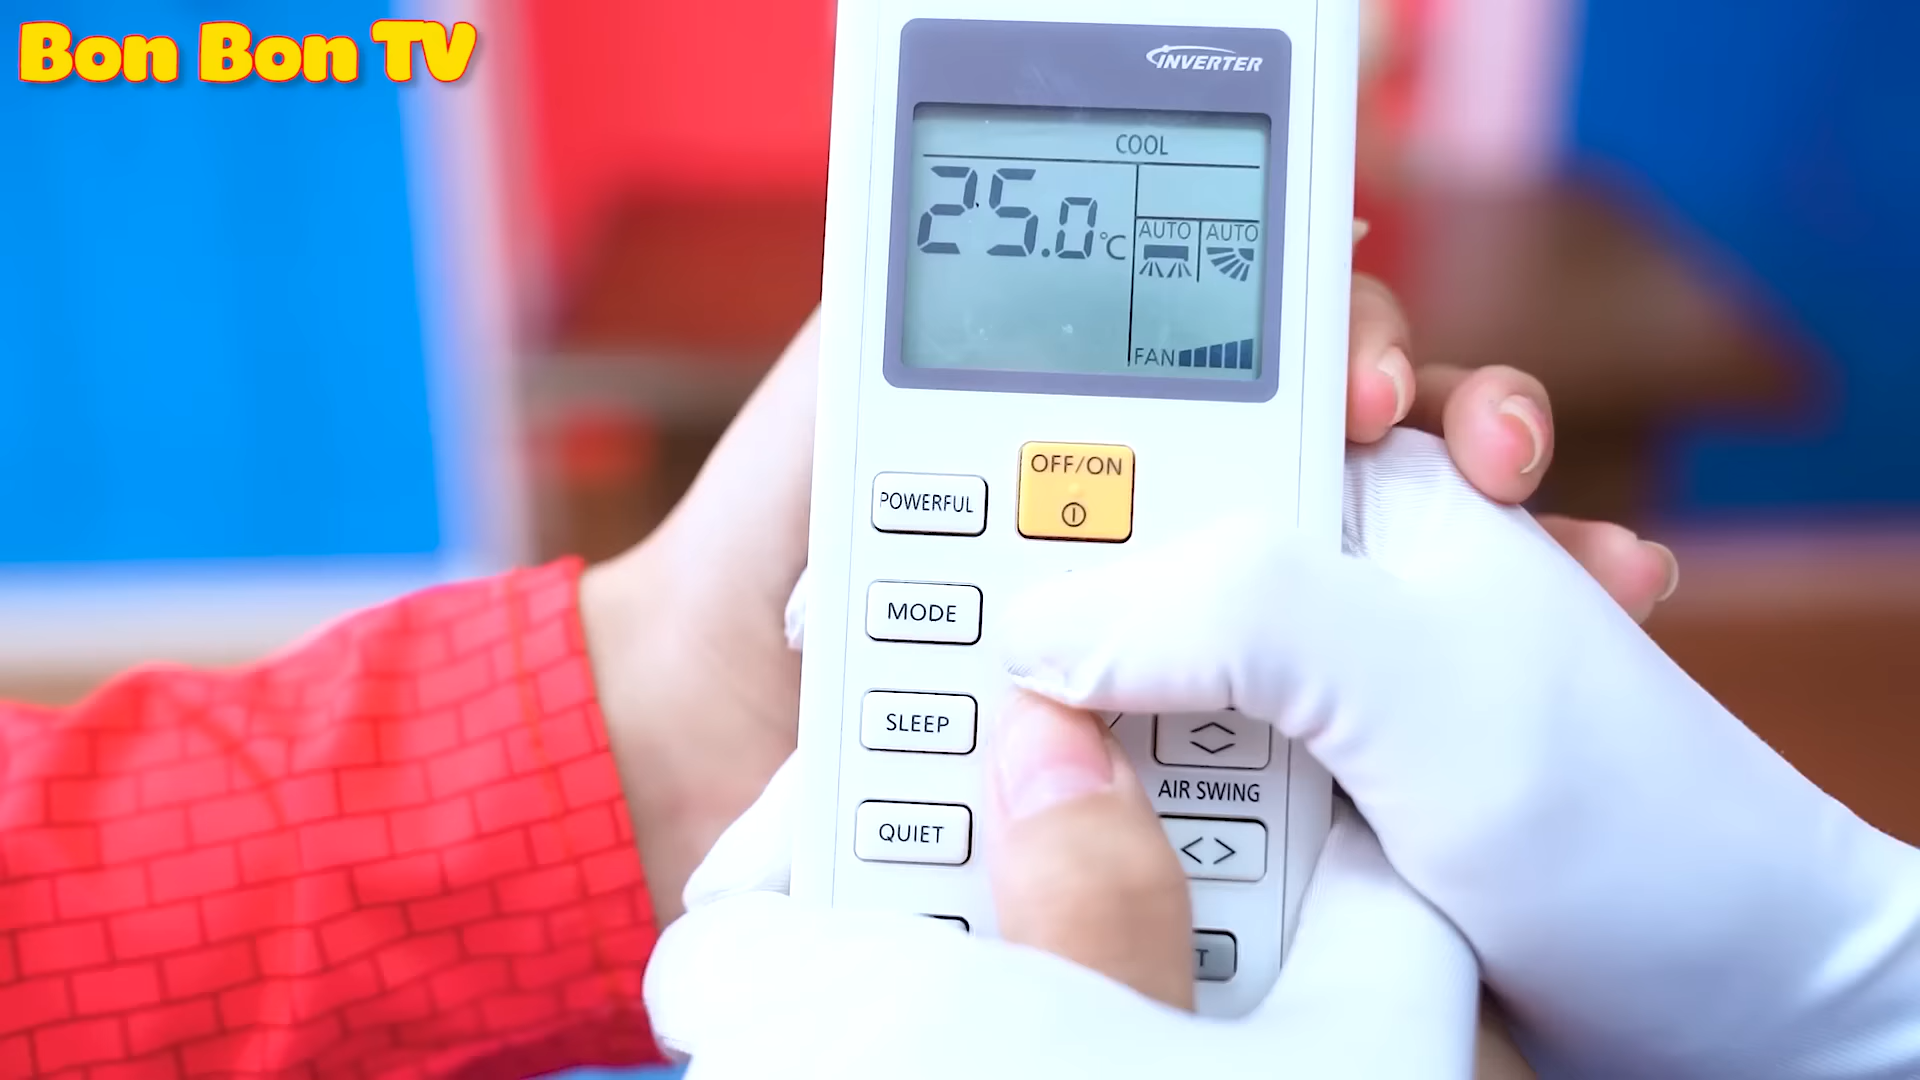 Bon Bon TV
INVERTER
COOL
25.0°C
AUTO AUTO
FAN
OFF/ON
POWERFUL
MODE
SLEEP
AIR SWING
QUIET
T